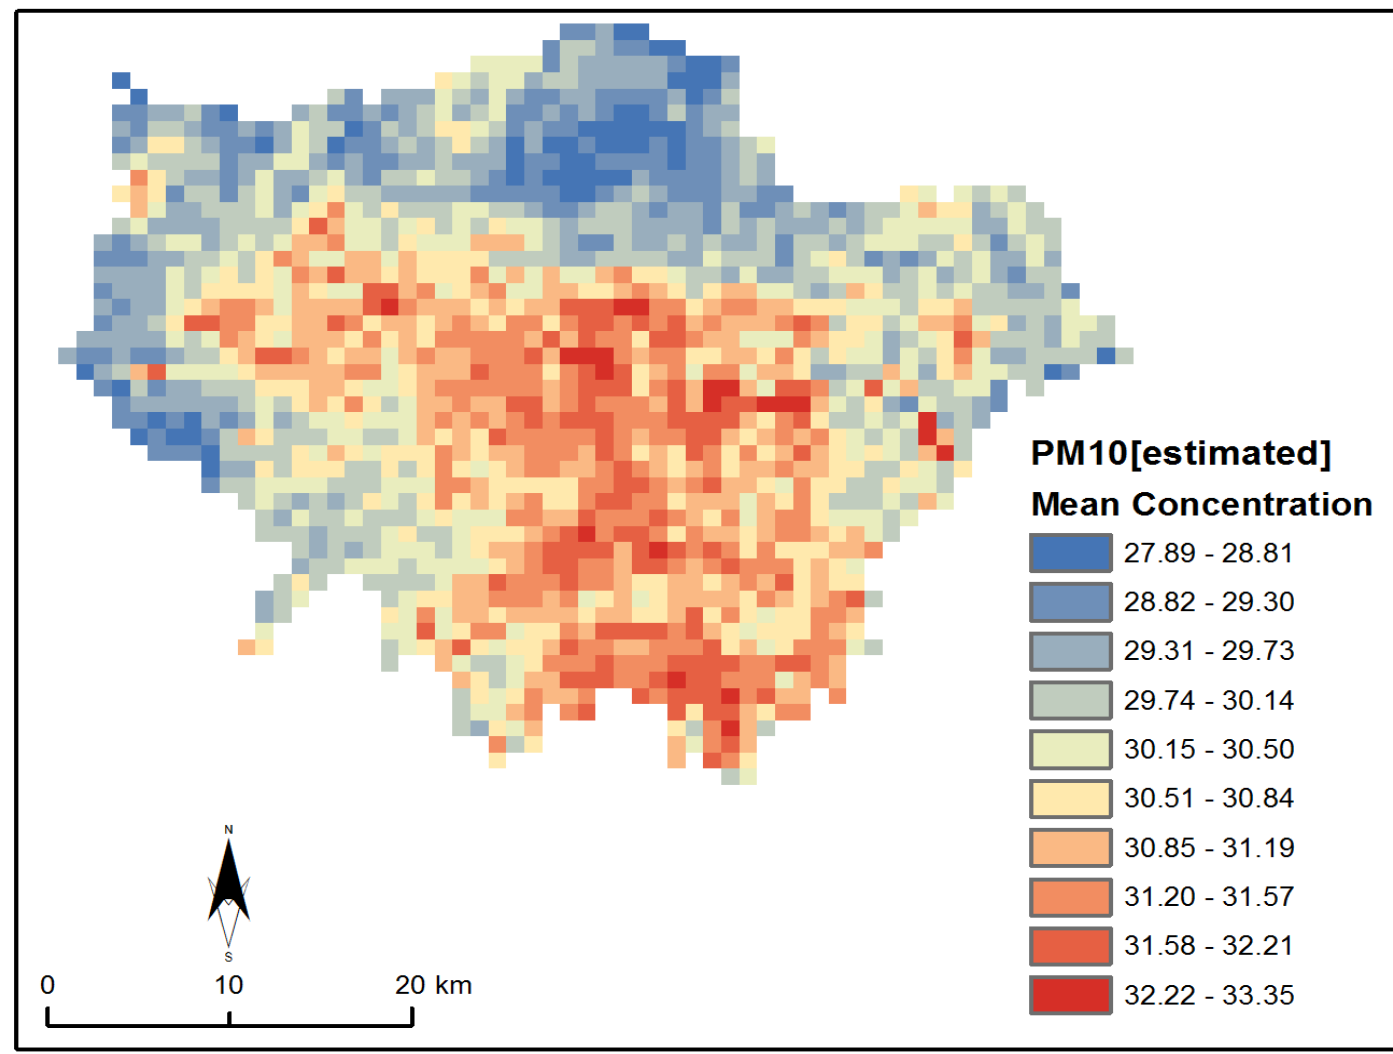 PM10[estimated]
Mean Concentration
27.89 - 28.81
28.82 - 29.30
29.31 - 29.73
29.74 - 30.14
30.15 - 30.50
30.51 - 30.84
30.85 - 31.19
31.20 - 31.57
31.58 - 32.21
32.22 - 33.35
N
S
0 10 20 km